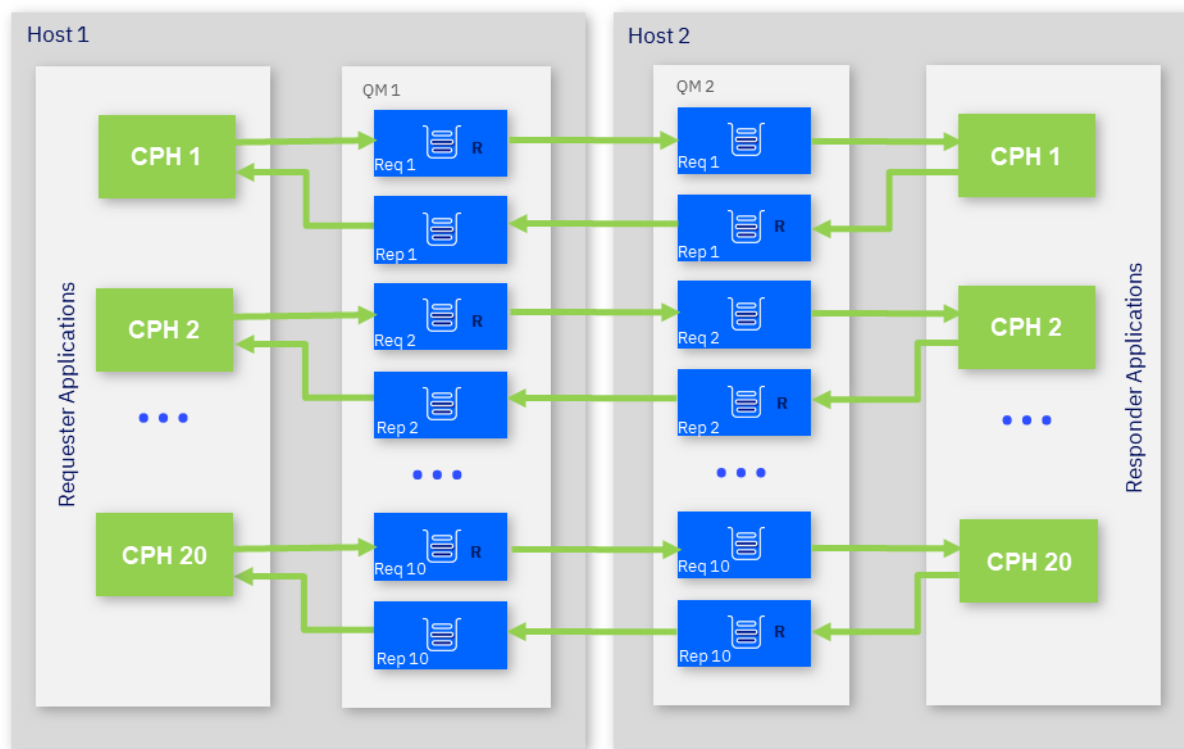 Host 1
Host 2
QM 1
QM 2
Requester Applications
Responder Applications
CPH 1
R
Req 1
Req 1
CPH 1
Rep 1
R
Rep 1
CPH 2
R
Req 2
Req 2
CPH 2
Rep 2
R
Rep 2
CPH 20
R
Req 10
Req 10
CPH 20
Rep 10
R
Rep 10